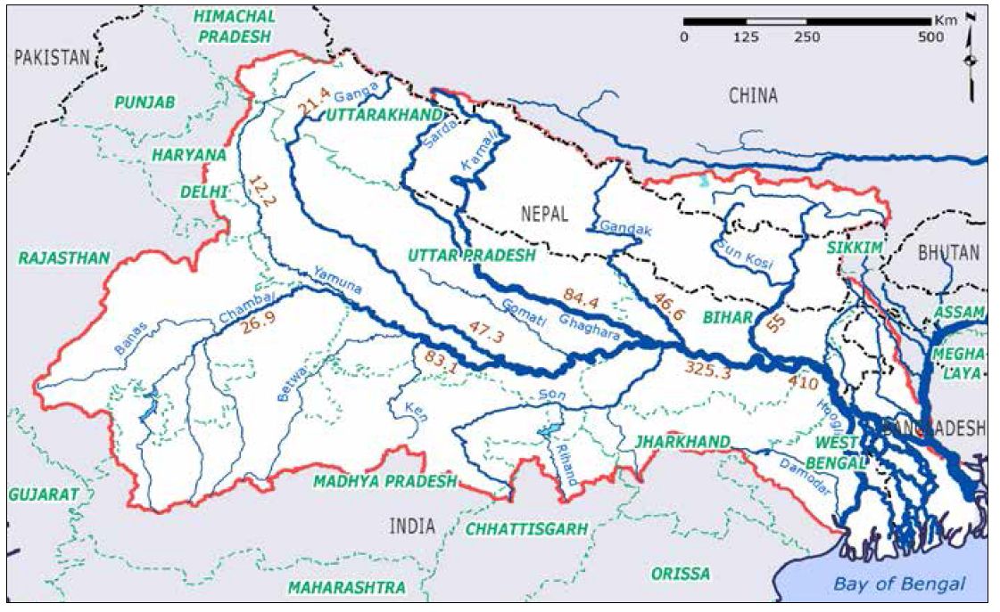 HIMACHAL
PRADESH
Km
N
0 125 250 500
PAKISTAN
21.4
Ganga
CHINA
PUNJAB
UTTARAKHAND
Sarda
Karnali
HARYANA
12.2
DELHI
NEPAL
Gandak
SIKKIM
BHUTAN
Sun Kosi
RAJASTHAN
UTTAR PRADESH
Yamuna
Chambal
84.4
46.6
BIHAR
55
ASSAM
Gomati
Ghaghara
26.9
Banas
47.3
MEGHA-
LAYA
83.1
325.3
410
Betwa
Son
Ken
Hoogli
BANGLADESH
JHARKHAND
WEST
BENGAL
Rihand
Damodar
MADHYA PRADESH
GUJARAT
INDIA
CHHATTISGARH
ORISSA
MAHARASHTRA
Bay of Bengal